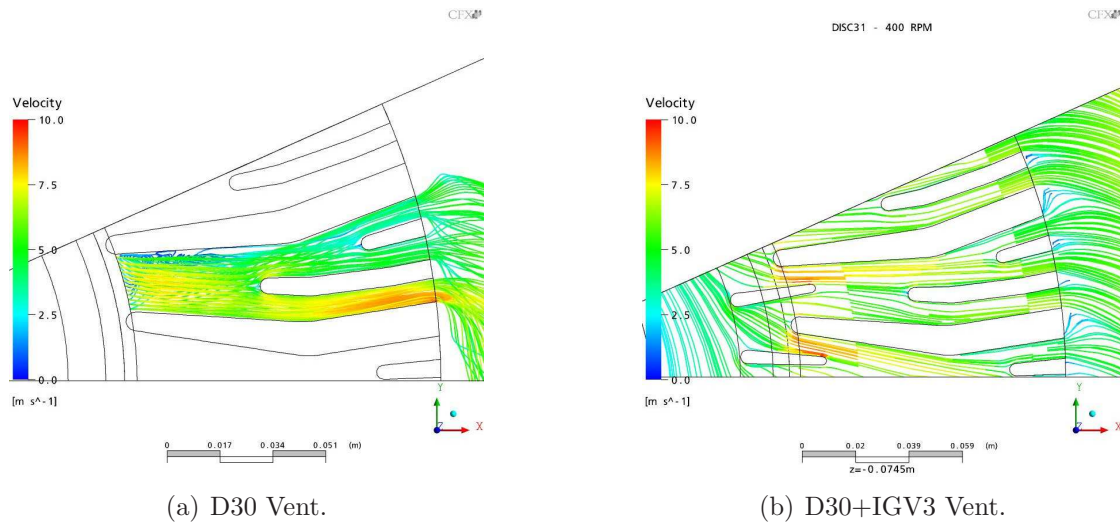 CFX
Velocity
10.0
7.5
5.0
2.5
0.0
[m s^-1]
0 0.017 0.034 0.051 (m)
Y
Z
X
(a) D30 Vent.
CFX
DISC31 - 400 RPM
Velocity
10.0
7.5
5.0
2.5
0.0
[m s^-1]
0 0.02 0.039 0.059 (m)
z=-0.0745m
Y
Z
X
(b) D30+IGV3 Vent.